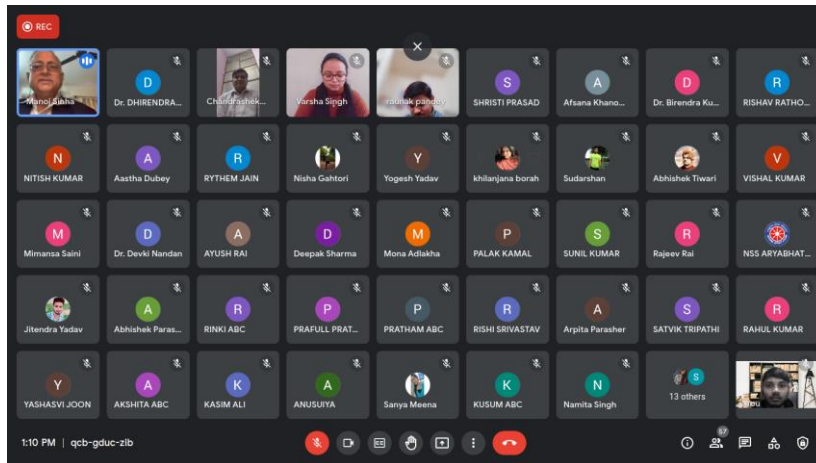 REC
Manoj Sinha
Dr. DHIRENDRA...
Chandrashek...
Varsha Singh
raunak pandey
S
SHRISTI PRASAD
A
Afsana Khano...
D
Dr. Birendra Ku...
R
RISHAV RATHO...
N
NITISH KUMAR
A
Aastha Dubey
R
RYTHEM JAIN
Nisha Gahtori
Y
Yogesh Yadav
khilanjana borah
Sudarshan
Abhishek Tiwari
V
VISHAL KUMAR
M
Mimansa Saini
D
Dr. Devki Nandan
A
AYUSH RAI
D
Deepak Sharma
M
Mona Adlakha
P
PALAK KAMAL
S
SUNIL KUMAR
R
Rajeev Rai
NSS ARYABHAT...
Jitendra Yadav
A
Abhishek Paras...
R
RINKI ABC
P
PRAFULL PRAT...
P
PRATHAM ABC
R
RISHI SRIVASTAV
A
Arpita Parasher
S
SATVIK TRIPATHI
R
RAHUL KUMAR
Y
YASHASVI JOON
A
AKSHITA ABC
K
KASIM ALI
A
ANUSUIYA
Sanya Meena
K
KUSUM ABC
N
Namita Singh
S
13 others
You
1:10 PM | qcb-gduc-zib
57